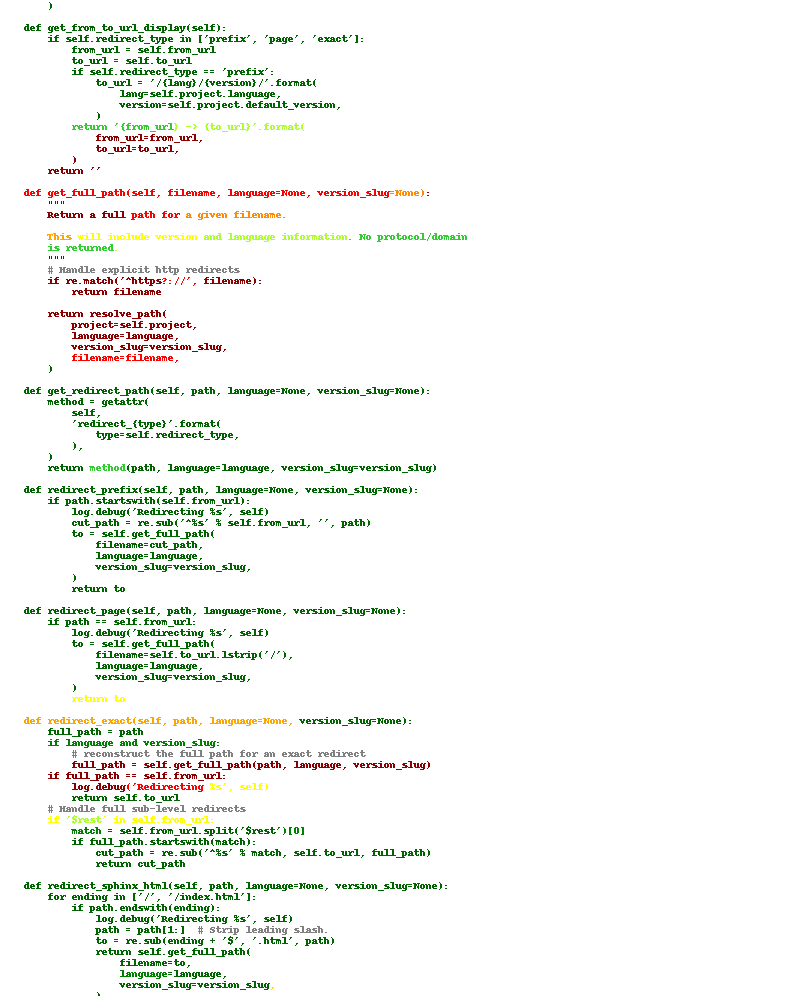 )
def get_from_to_url_display(self):
if self.redirect_type in ['prefix', 'page', 'exact']:
from_url = self.from_url
to_url = self.to_url
if self.redirect_type == 'prefix':
to_url = '/{lang}/{version}/'.format(
lang=self.project.language,
version=self.project.default_version,
)
return '{from_url} -> {to_url}'.format(
from_url=from_url,
to_url=to_url,
)
return ''
def get_full_path(self, filename, language=None, version_slug=None):
"""
Return a full path for a given filename.
This will include version and language information. No protocol/domain
is returned.
"""
# Handle explicit http redirects
if re.match('^https?://', filename):
return filename
return resolve_path(
project=self.project,
language=language,
version_slug=version_slug,
filename=filename,
)
def get_redirect_path(self, path, language=None, version_slug=None):
method = getattr(
self,
'redirect_{type}'.format(
type=self.redirect_type,
),
)
return method(path, language=language, version_slug=version_slug)
def redirect_prefix(self, path, language=None, version_slug=None):
if path.startswith(self.from_url):
log.debug('Redirecting %s', self)
cut_path = re.sub('^%s' % self.from_url, '', path)
to = self.get_full_path(
filename=cut_path,
language=language,
version_slug=version_slug,
)
return to
def redirect_page(self, path, language=None, version_slug=None):
if path == self.from_url:
log.debug('Redirecting %s', self)
to = self.get_full_path(
filename=self.to_url.lstrip('/'),
language=language,
version_slug=version_slug,
)
return to
def redirect_exact(self, path, language=None, version_slug=None):
full_path = path
if language and version_slug:
# reconstruct the full path for an exact redirect
full_path = self.get_full_path(path, language, version_slug)
if full_path == self.from_url:
log.debug('Redirecting %s', self)
return self.to_url
# Handle full sub-level redirects
if '$rest' in self.from_url:
match = self.from_url.split('$rest')[0]
if full_path.startswith(match):
cut_path = re.sub('^%s' % match, self.to_url, full_path)
return cut_path
def redirect_sphinx_html(self, path, language=None, version_slug=None):
for ending in ['/', '/index.html']:
if path.endswith(ending):
log.debug('Redirecting %s', self)
path = path[1:]  # Strip leading slash.
to = re.sub(ending + '$', '.html', path)
return self.get_full_path(
filename=to,
language=language,
version_slug=version_slug,
)